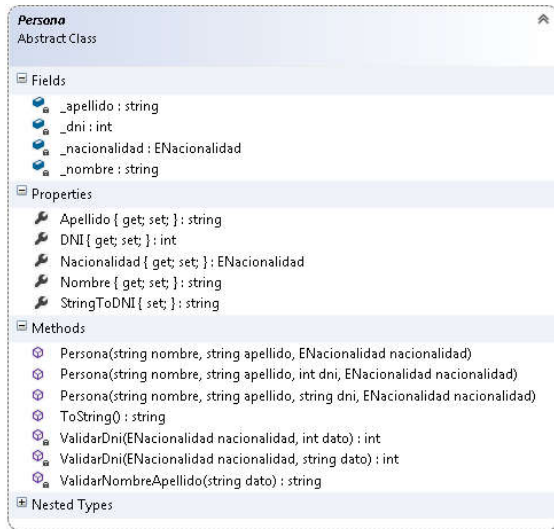 Persona
Abstract Class
Fields
_apellido : string
_dni : int
_nacionalidad : ENacionalidad
_nombre : string
Properties
Apellido { get; set; } : string
DNI { get; set; } : int
Nacionalidad { get; set; } : ENacionalidad
Nombre { get; set; } : string
StringToDNI { set; } : string
Methods
Persona(string nombre, string apellido, ENacionalidad nacionalidad)
Persona(string nombre, string apellido, int dni, ENacionalidad nacionalidad)
Persona(string nombre, string apellido, string dni, ENacionalidad nacionalidad)
ToString() : string
ValidarDni(ENacionalidad nacionalidad, int dato) : int
ValidarDni(ENacionalidad nacionalidad, string dato) : int
ValidarNombreApellido(string dato) : string
Nested Types